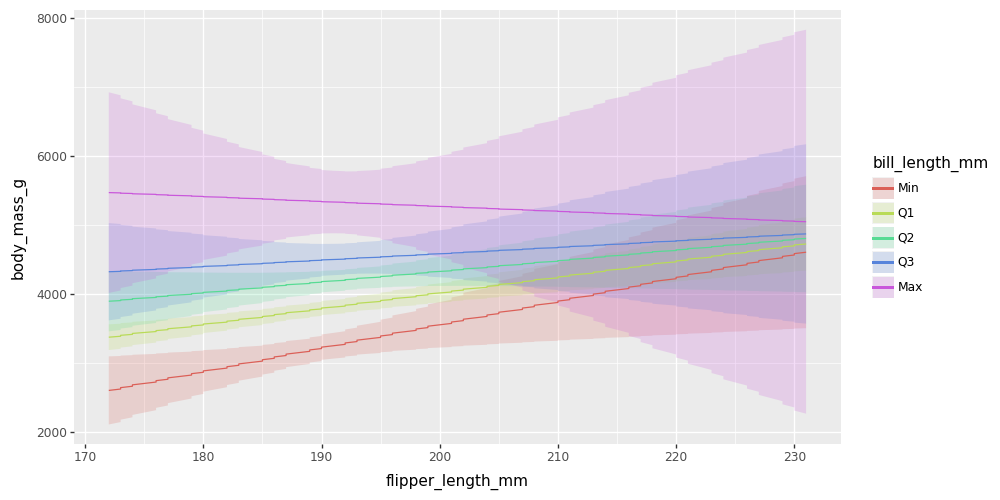 8000
6000
4000
2000
body_mass_g
170 180 190 200 210 220 230
flipper_length_mm
bill_length_mm
Min
Q1
Q2
Q3
Max